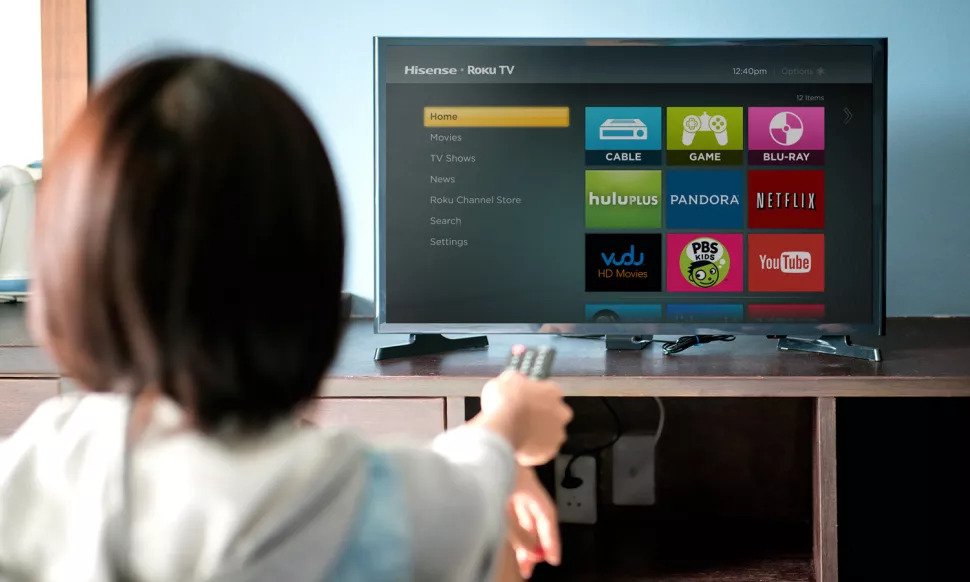 Hisense • ROKU TV
12:40pm | Options ✱
12 Items
Home
Movies
TV Shows
News
Roku Channel Store
Search
Settings
CABLE
GAME
BLU-RAY
huluPLUS
PANDORA
NETFLIX
vudu
HD Movies
PBS
KIDS
YouTube